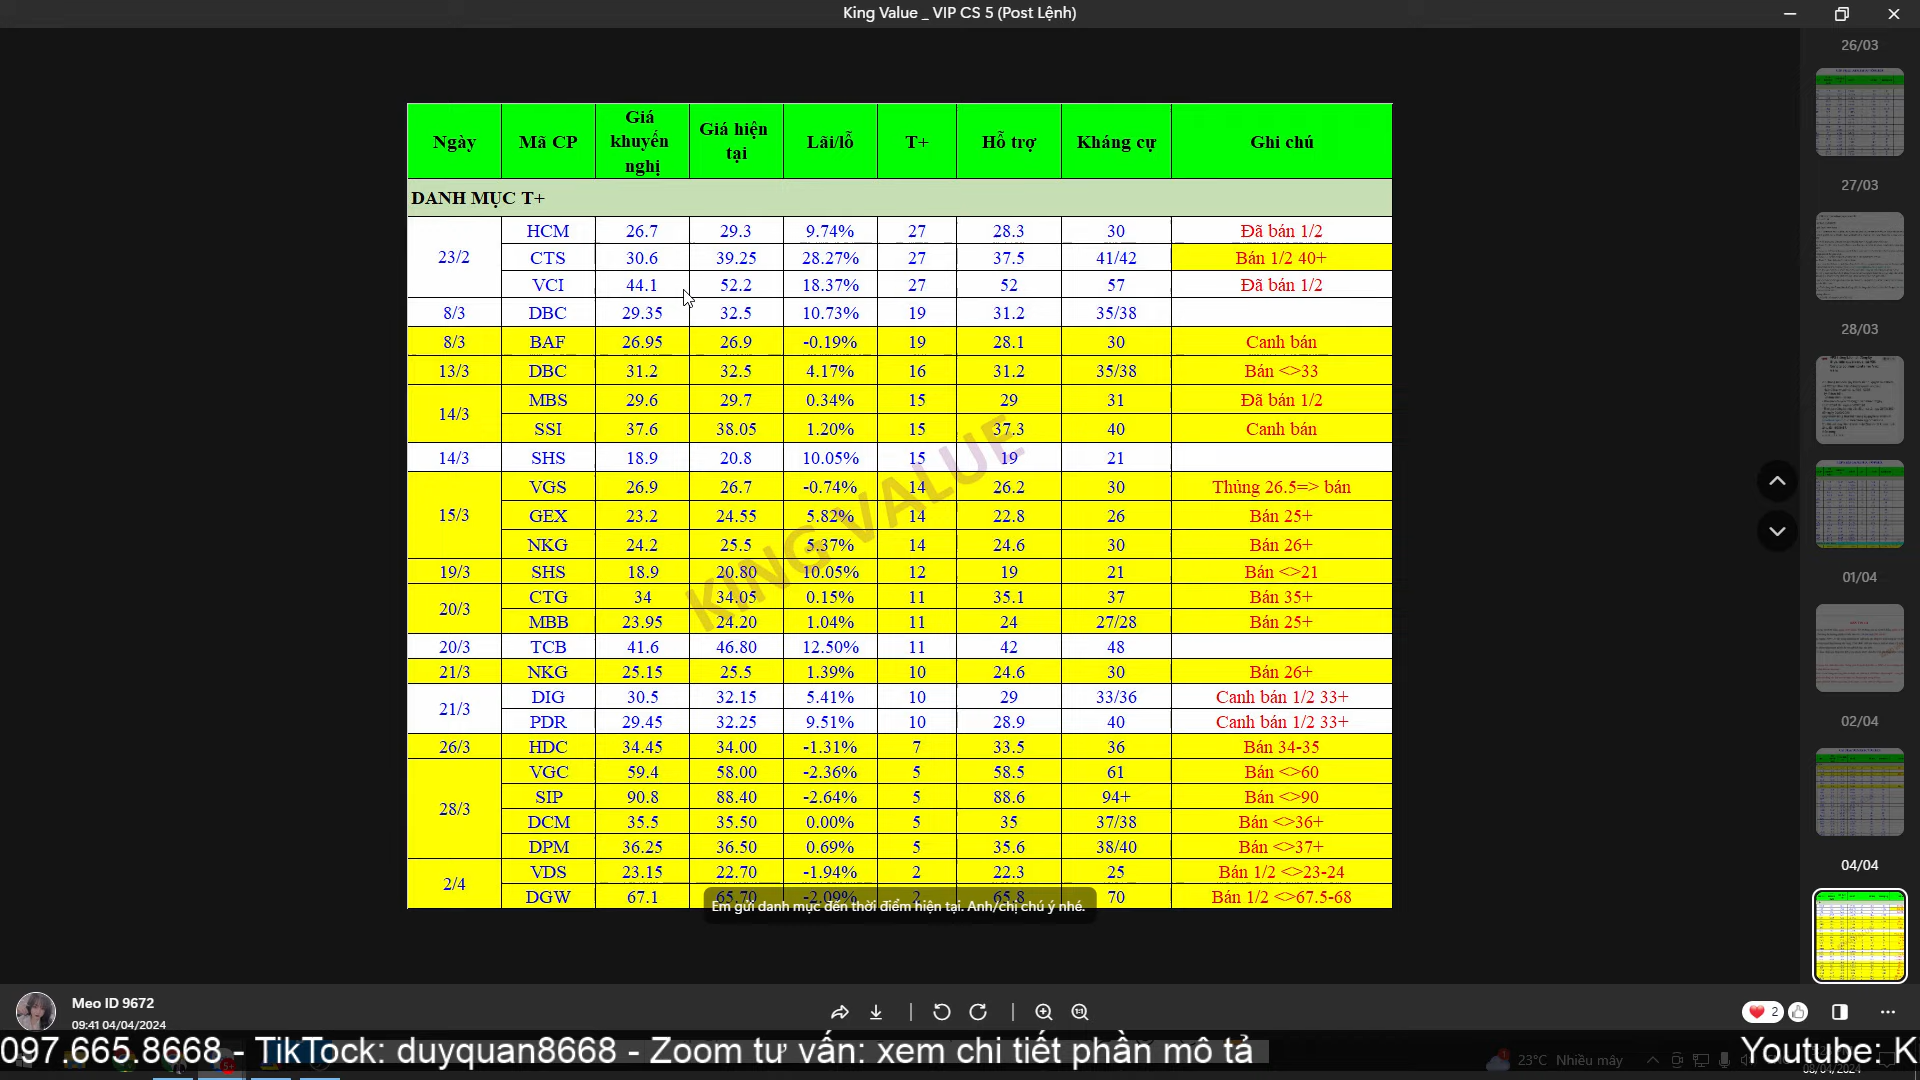 King Value _ VIP CS 5 (Post Lệnh)
26/03
27/03
28/03
01/04
02/04
04/04
Ngày Mã CP Giá khuyến nghị Giá hiện tại Lãi/lỗ T+ Hỗ trợ Kháng cự Ghi chú
DANH MỤC T+
23/2 HCM 26.7 29.3 9.74% 27 28.3 30 Đã bán 1/2
CTS 30.6 39.25 28.27% 27 37.5 41/42 Bán 1/2 40+
VCI 44.1 52.2 18.37% 27 52 57 Đã bán 1/2
8/3 DBC 29.35 32.5 10.73% 19 31.2 35/38
8/3 BAF 26.95 26.9 -0.19% 19 28.1 30 Canh bán
13/3 DBC 31.2 32.5 4.17% 16 31.2 35/38 Bán <>33
14/3 MBS 29.6 29.7 0.34% 15 29 31 Đã bán 1/2
SSI 37.6 38.05 1.20% 15 37.3 40 Canh bán
14/3 SHS 18.9 20.8 10.05% 15 19 21
15/3 VGS 26.9 26.7 -0.74% 14 26.2 30 Thủng 26.5=> bán
GEX 23.2 24.55 5.82% 14 22.8 26 Bán 25+
NKG 24.2 25.5 5.37% 14 24.6 30 Bán 26+
19/3 SHS 18.9 20.80 10.05% 12 19 21 Bán <>21
20/3 CTG 34 34.05 0.15% 11 35.1 37 Bán 35+
MBB 23.95 24.20 1.04% 11 24 27/28 Bán 25+
20/3 TCB 41.6 46.80 12.50% 11 42 48
21/3 NKG 25.15 25.5 1.39% 10 24.6 30 Bán 26+
21/3 DIG 30.5 32.15 5.41% 10 29 33/36 Canh bán 1/2 33+
PDR 29.45 32.25 9.51% 10 28.9 40 Canh bán 1/2 33+
26/3 HDC 34.45 34.00 -1.31% 7 33.5 36 Bán 34-35
28/3 VGC 59.4 58.00 -2.36% 5 58.5 61 Bán <>60
SIP 90.8 88.40 -2.64% 5 88.6 94+ Bán <>90
DCM 35.5 35.50 0.00% 5 35 37/38 Bán <>36+
DPM 36.25 36.50 0.69% 5 35.6 38/40 Bán <>37+
2/4 VDS 23.15 22.70 -1.94% 2 22.3 25 Bán 1/2 <>23-24
DGW 67.1 65.70 -2.09% 2 65.8 70 Bán 1/2 <>67.5-68
KING VALUE
Em gửi danh mục đến thời điểm hiện tại. Anh/chị chú ý nhé.
Meo ID 9672
09:41 04/04/2024
2
097.665.8668 - TikTock: duyquan8668 - Zoom tư vấn: xem chi tiết phần mô tả
Youtube: K
23°C Nhiều mây